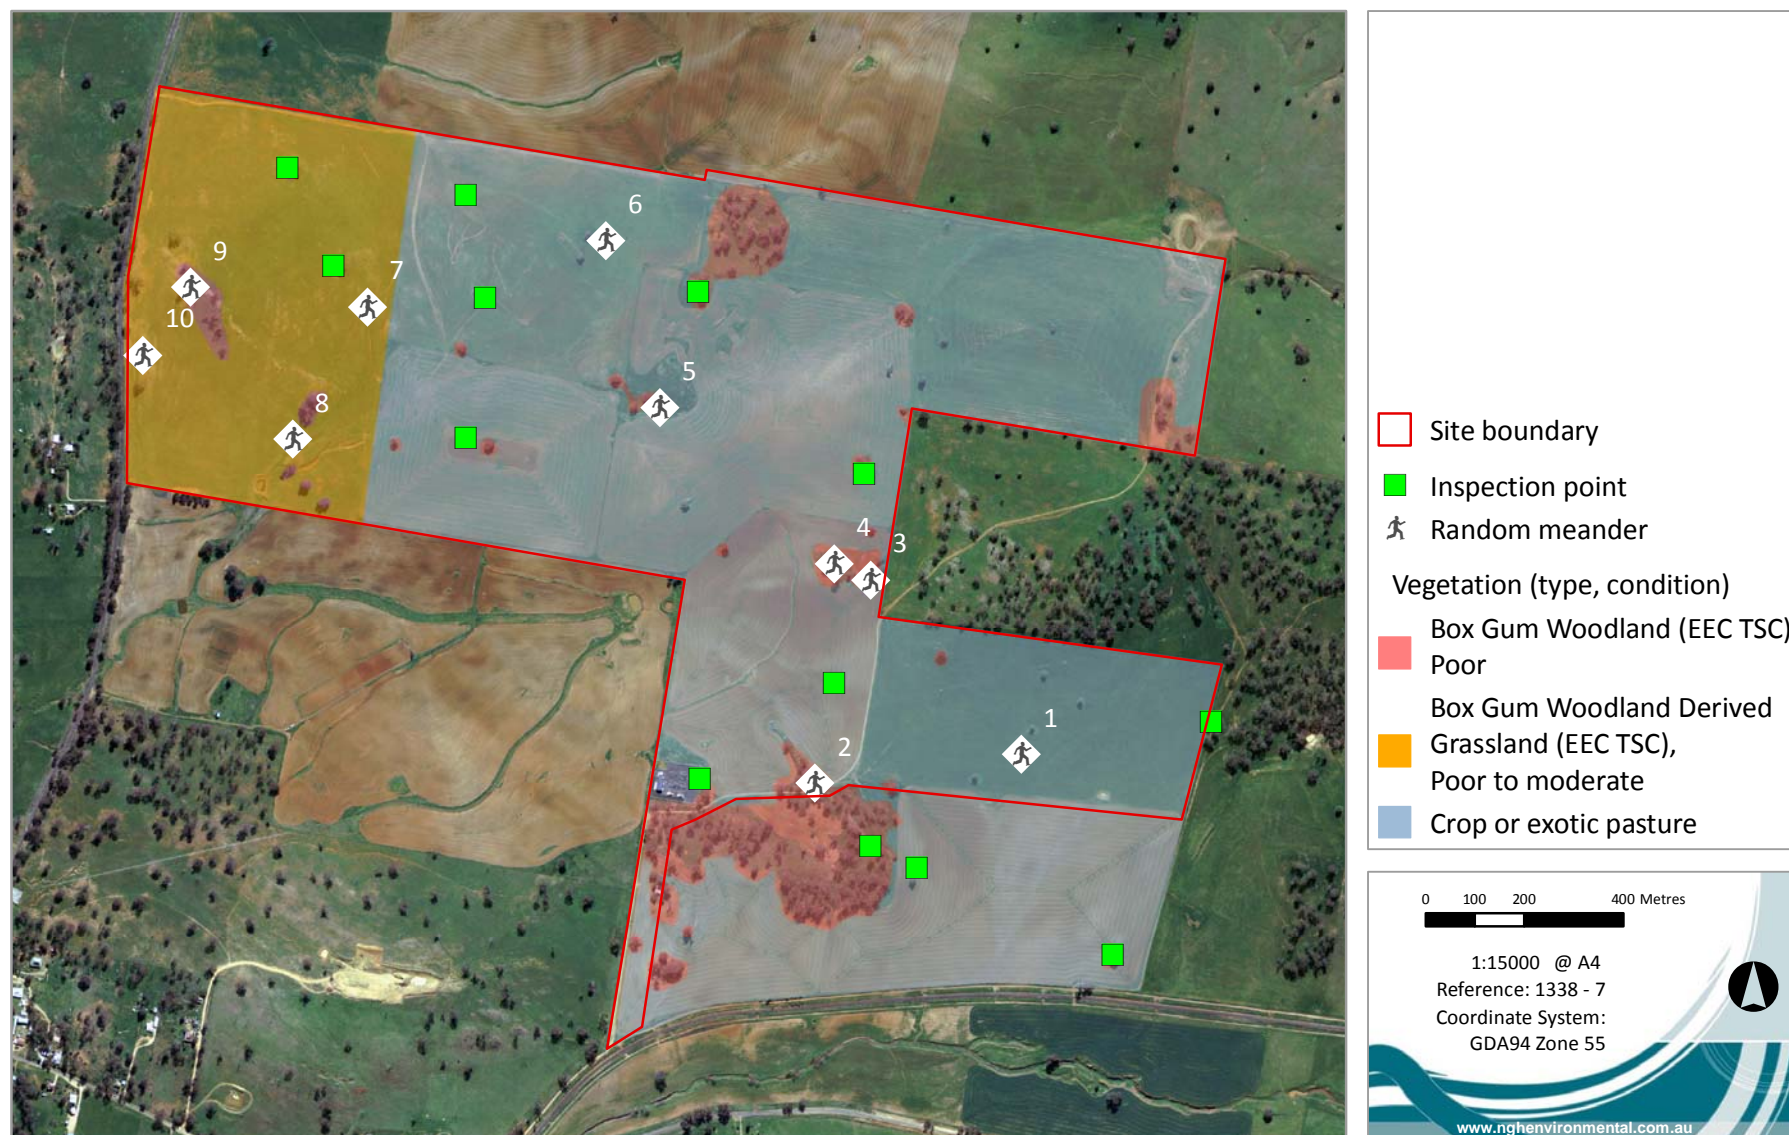 6
9
7
10
5
8
4
3
1
2
Site boundary
Inspection point
Random meander
Vegetation (type, condition)
Box Gum Woodland (EEC TSC)
Poor
Box Gum Woodland Derived
Grassland (EEC TSC),
Poor to moderate
Crop or exotic pasture
0 100 200 400 Metres
1:15000 @ A4
Reference: 1338 - 7
Coordinate System:
GDA94 Zone 55
www.nghenvironmental.com.au